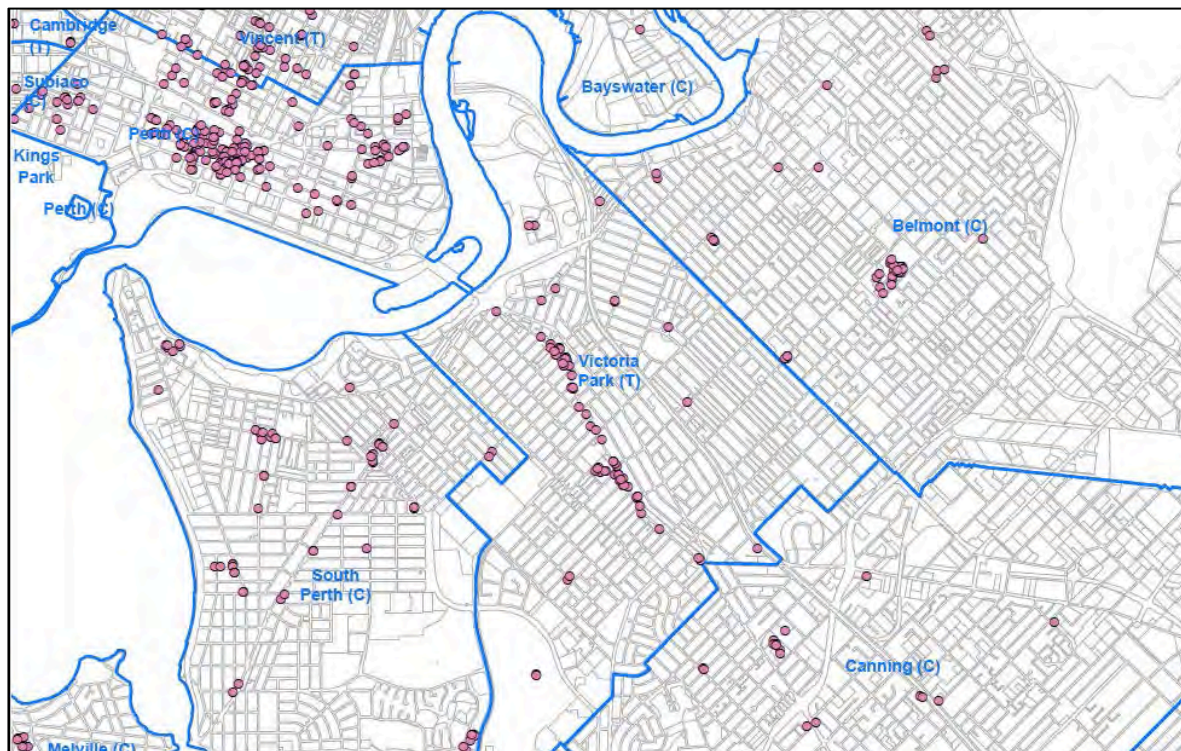 Cambridge
(T)
Vincent (T)
Subiaco
(C)
Bayswater (C)
Perth (C)
Kings
Park
Perth (C)
Belmont (C)
Victoria
Park (T)
South
Perth (C)
Canning (C)
Melville (C)